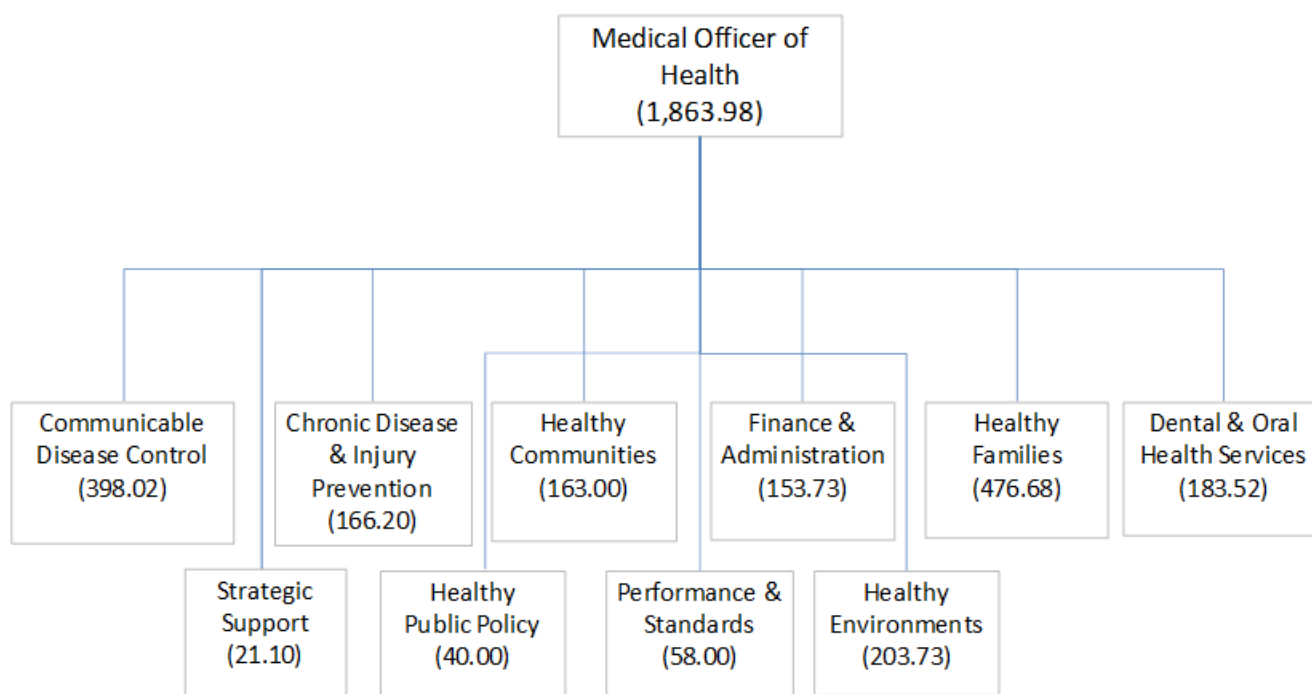 Medical Officer of
Health
(1,863.98)
Communicable
Disease Control
(398.02)
Chronic Disease
& Injury
Prevention
(166.20)
Healthy
Communities
(163.00)
Finance &
Administration
(153.73)
Healthy
Families
(476.68)
Dental & Oral
Health Services
(183.52)
Strategic
Support
(21.10)
Healthy
Public Policy
(40.00)
Performance &
Standards
(58.00)
Healthy
Environments
(203.73)